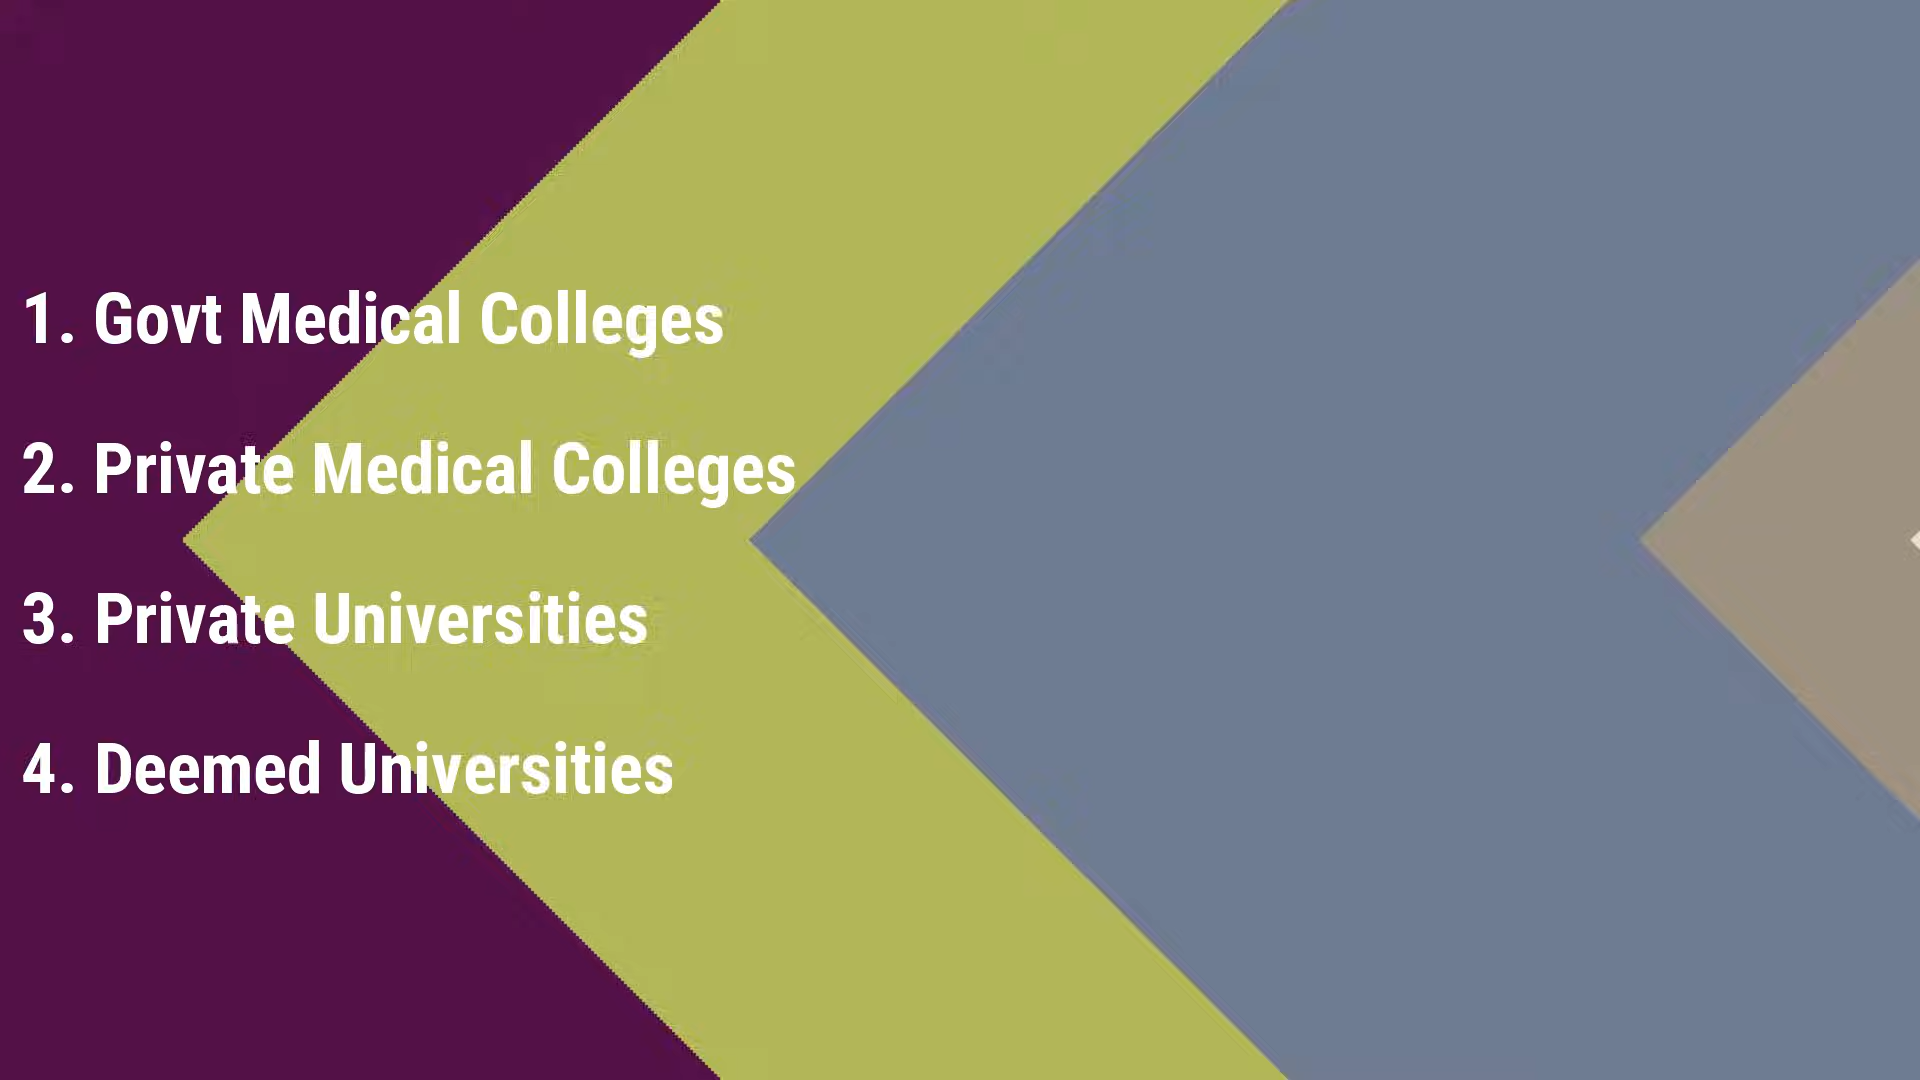 1. Govt Medical Colleges
2. Private Medical Colleges
3. Private Universities
4. Deemed Universities